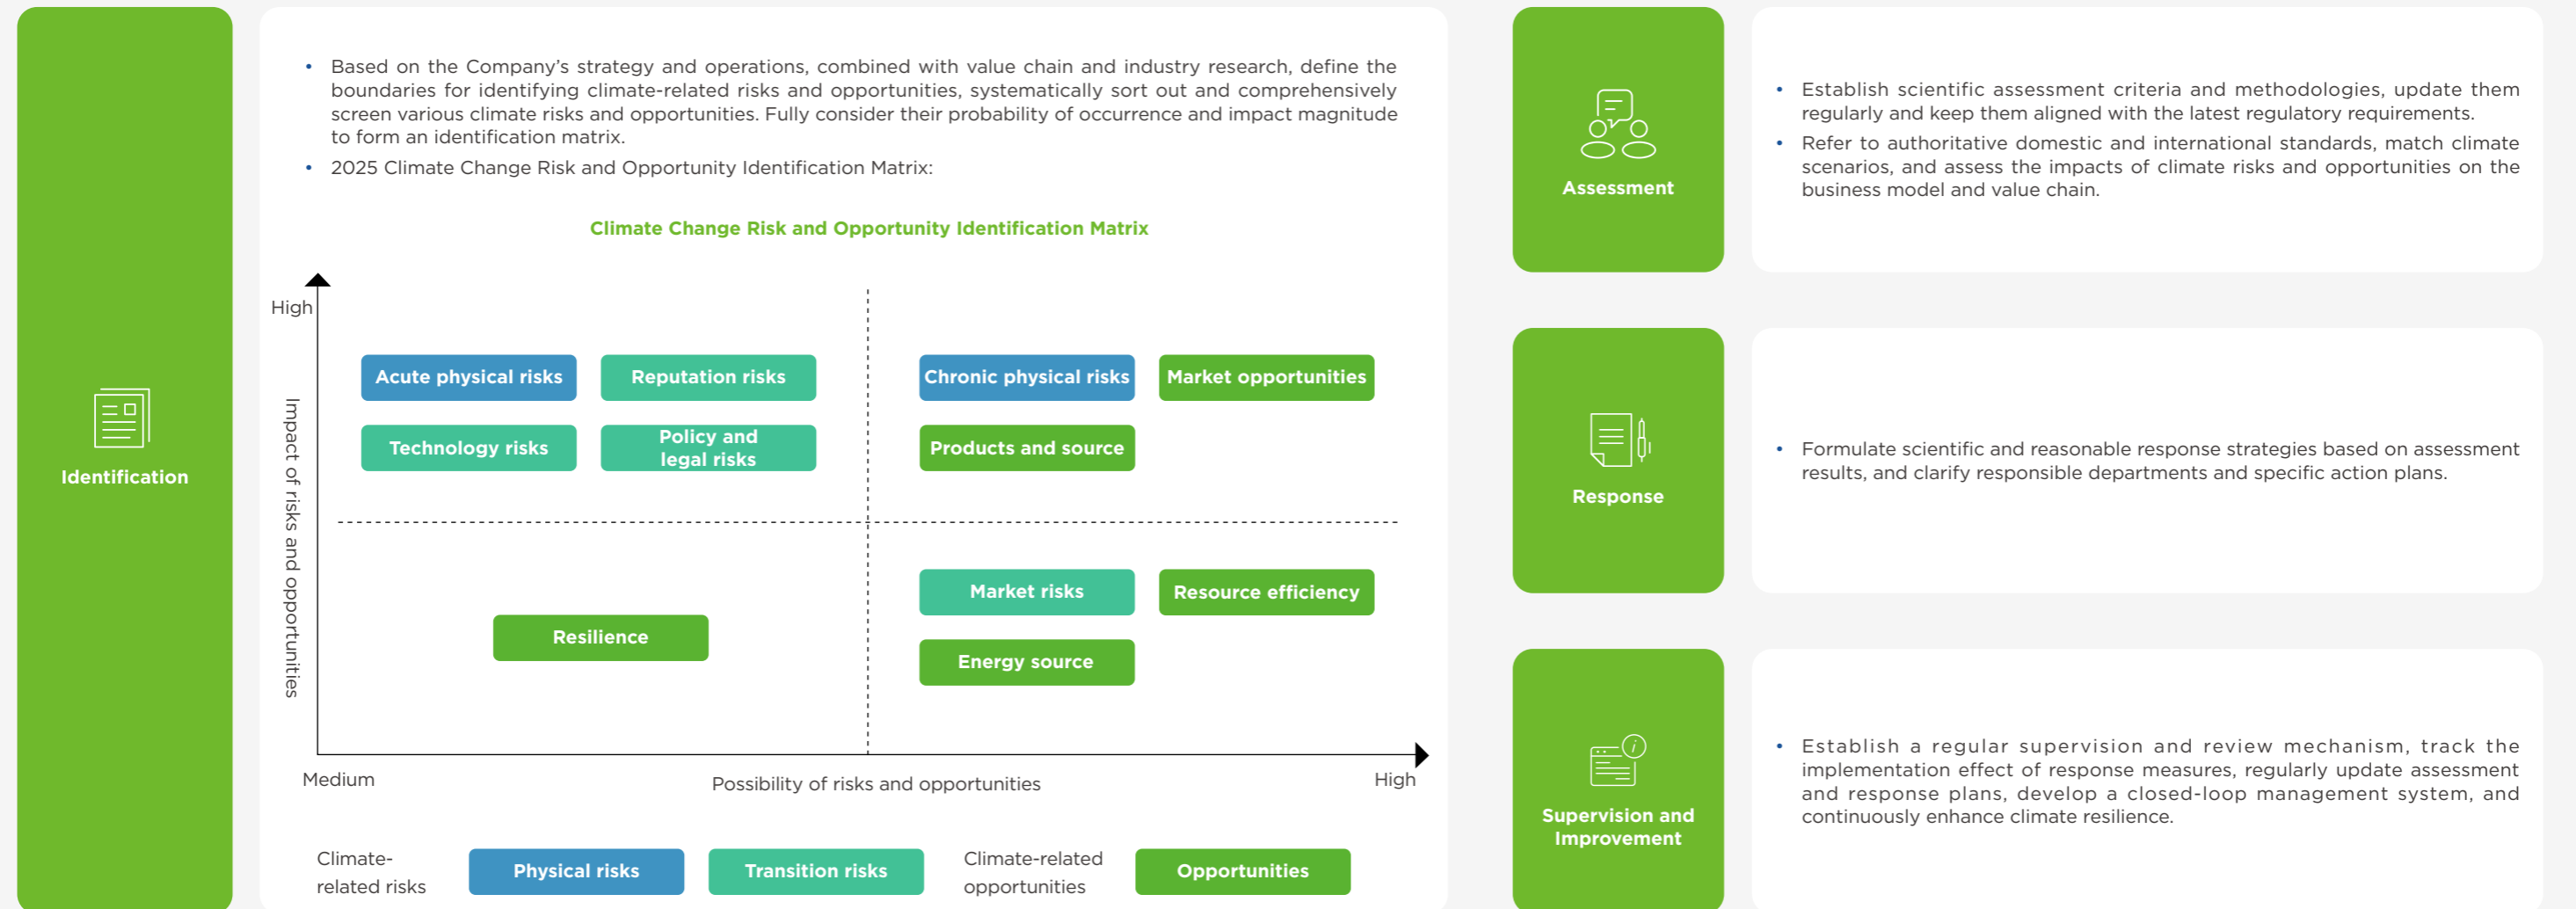 Identification
• Based on the Company's strategy and operations, combined with value chain and industry research, define the
boundaries for identifying climate-related risks and opportunities, systematically sort out and comprehensively
screen various climate risks and opportunities. Fully consider their probability of occurrence and impact magnitude
to form an identification matrix.
• 2025 Climate Change Risk and Opportunity Identification Matrix:
Climate Change Risk and Opportunity Identification Matrix
High
Impact of risks and opportunities
Acute physical risks
Reputation risks
Chronic physical risks
Market opportunities
Technology risks
Policy and
legal risks
Products and source
Market risks
Resource efficiency
Resilience
Energy source
Medium
Possibility of risks and opportunities
High
Climate-
related risks
Physical risks
Transition risks
Climate-related
opportunities
Opportunities
Assessment
• Establish scientific assessment criteria and methodologies, update them
regularly and keep them aligned with the latest regulatory requirements.
• Refer to authoritative domestic and international standards, match climate
scenarios, and assess the impacts of climate risks and opportunities on the
business model and value chain.
Response
• Formulate scientific and reasonable response strategies based on assessment
results, and clarify responsible departments and specific action plans.
Supervision and
Improvement
• Establish a regular supervision and review mechanism, track the
implementation effect of response measures, regularly update assessment
and response plans, develop a closed-loop management system, and
continuously enhance climate resilience.